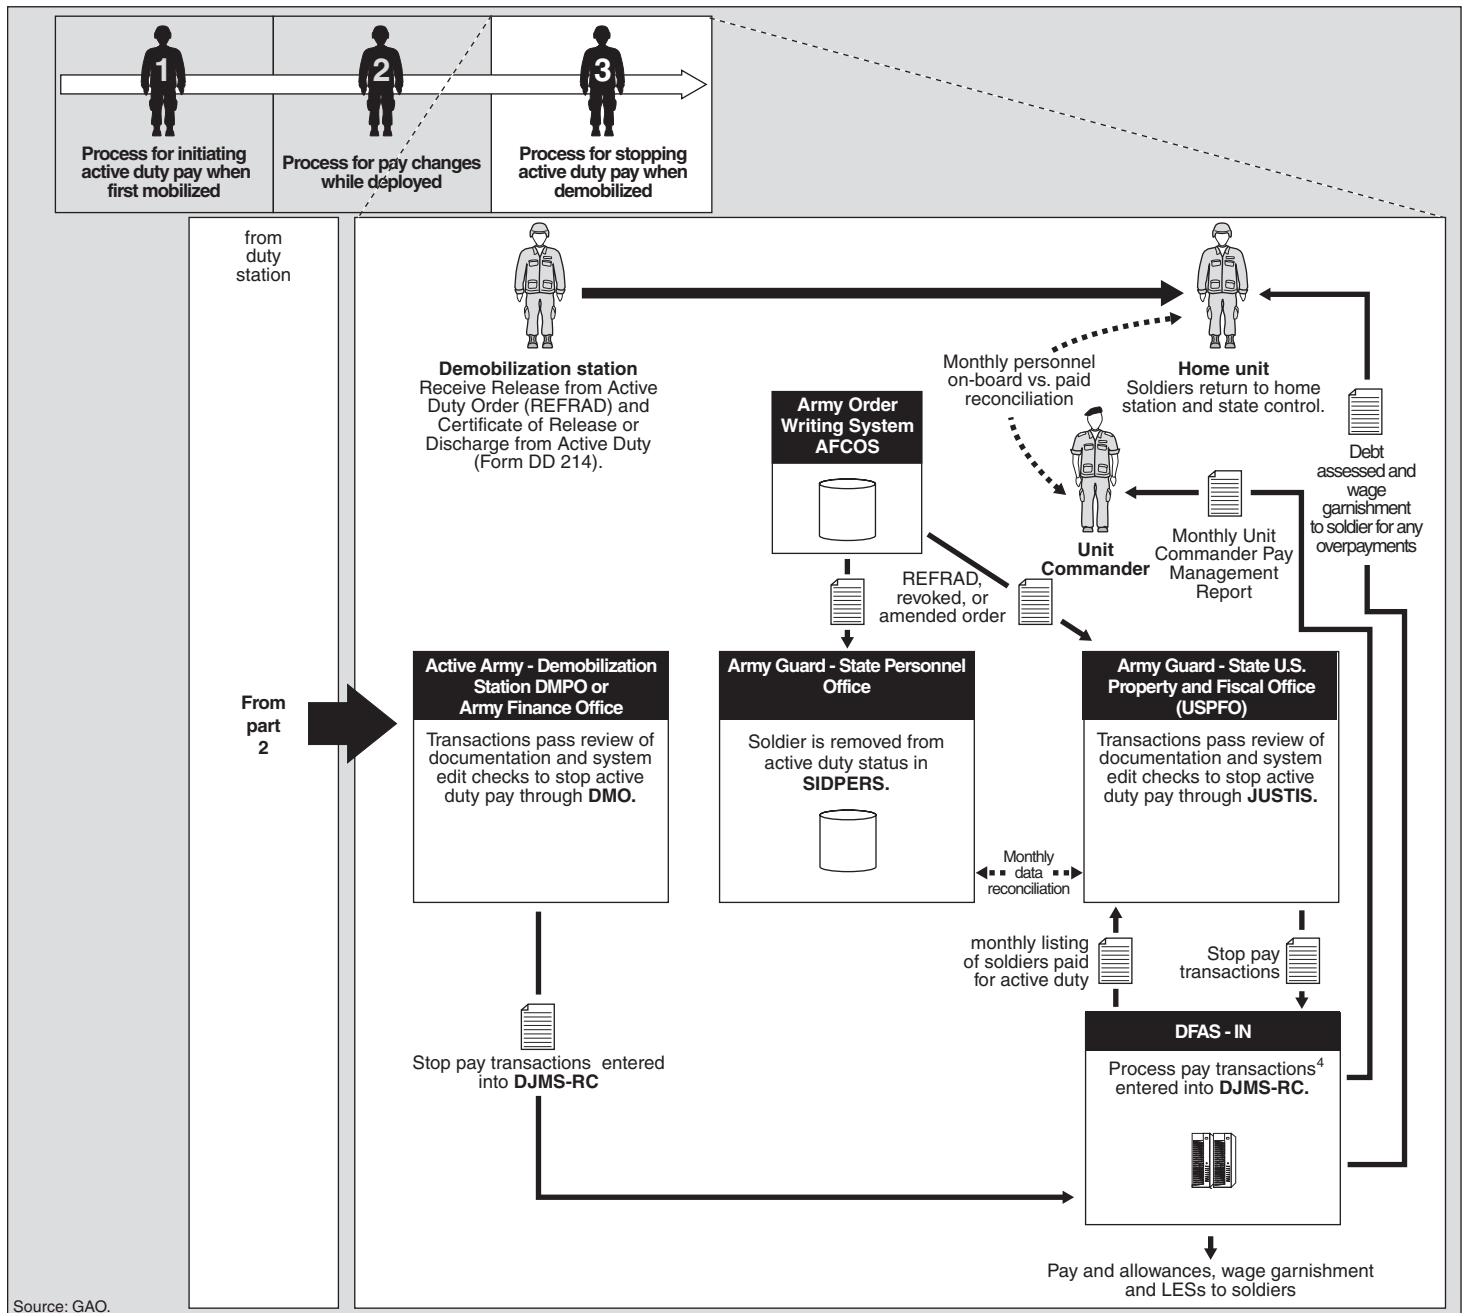 1
2
3
Process for initiating
active duty pay when
first mobilized
Process for pay changes
while deployed
Process for stopping
active duty pay when
demobilized
from
duty
station
Demobilization station
Receive Release from Active
Duty Order (REFRAD) and
Certificate of Release or
Discharge from Active Duty
(Form DD 214).
Monthly personnel
on-board vs. paid
reconciliation
Home unit
Soldiers return to home
station and state control.
Army Order
Writing System
AFCOS
Unit
Commander
Monthly Unit
Commander Pay
Management
Report
Debt
assessed and
wage
garnishment
to soldier for any
overpayments
REFRAD,
revoked, or
amended order
From
part
2
Active Army - Demobilization
Station DMPO or
Army Finance Office
Transactions pass review of
documentation and system
edit checks to stop active
duty pay through DMO.
Army Guard - State Personnel
Office
Soldier is removed from
active duty status in
SIDPERS.
Army Guard - State U.S.
Property and Fiscal Office
(USPFO)
Transactions pass review of
documentation and system
edit checks to stop active
duty pay through JUSTIS.
Monthly
data
reconciliation
monthly listing
of soldiers paid
for active duty
Stop pay
transactions
Stop pay transactions entered
into DJMS-RC
DFAS - IN
Process pay transactions4
entered into DJMS-RC.
Pay and allowances, wage garnishment
and LESs to soldiers
Source: GAO.